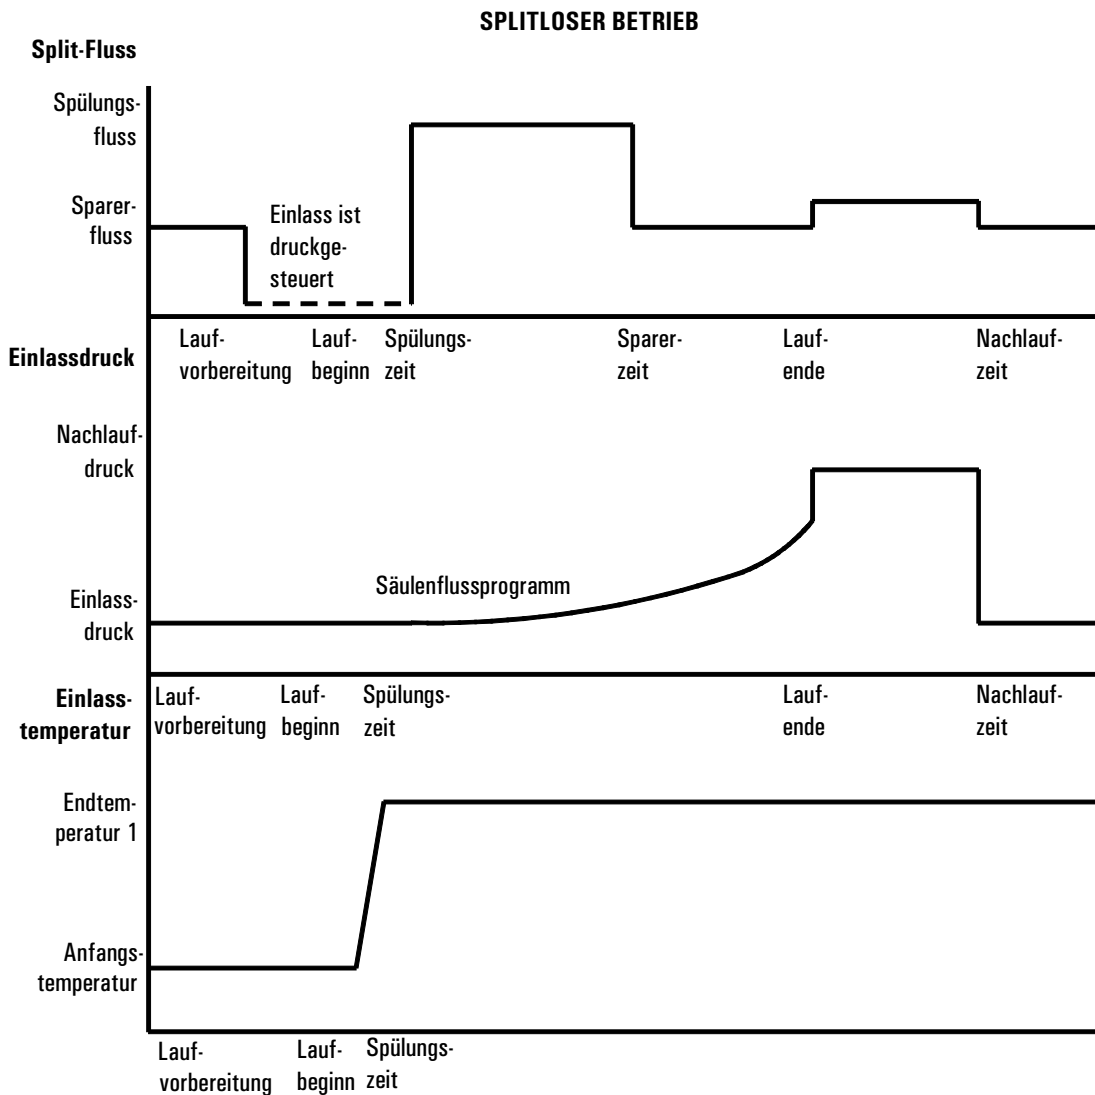 SPLITLOSER BETRIEB
Split-Fluss
Spülungs-
fluss
Sparer-
fluss
Einlass ist
druckge-
steuert
Einlassdruck
Lauf-
vorbereitung
Lauf-
beginn
Spülungs-
zeit
Sparer-
zeit
Lauf-
ende
Nachlauf-
zeit
Nachlauf-
druck
Säulenflussprogramm
Einlass-
druck
Einlass-
temperatur
Lauf-
vorbereitung
Lauf-
beginn
Spülungs-
zeit
Lauf-
ende
Nachlauf-
zeit
Endtem-
peratur 1
Anfangs-
temperatur
Lauf-
vorbereitung
Lauf-
beginn
Spülungs-
zeit